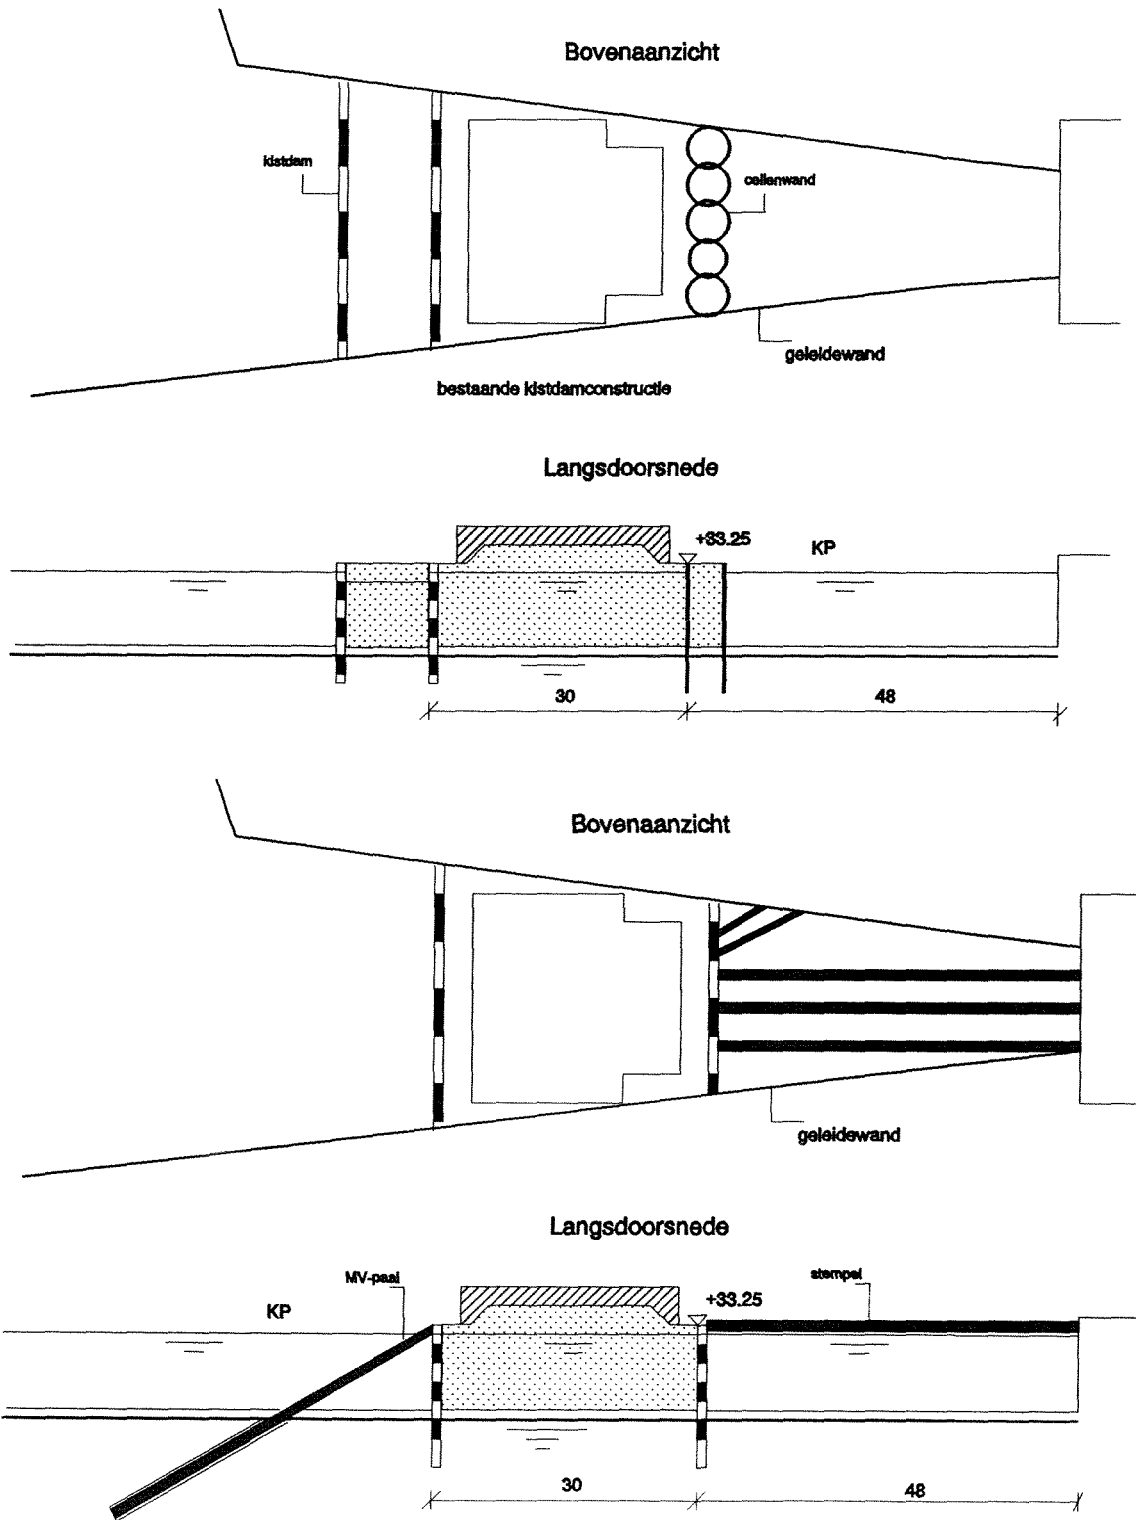 Bovenaanzicht
kistdam
cellenwand
geleidewand
bestaande kistdamconstructie
Langsdoorsnede
+33.25
KP
30
48
Bovenaanzicht
geleidewand
Langsdoorsnede
MV-paal
stempel
KP
+33.25
30
48